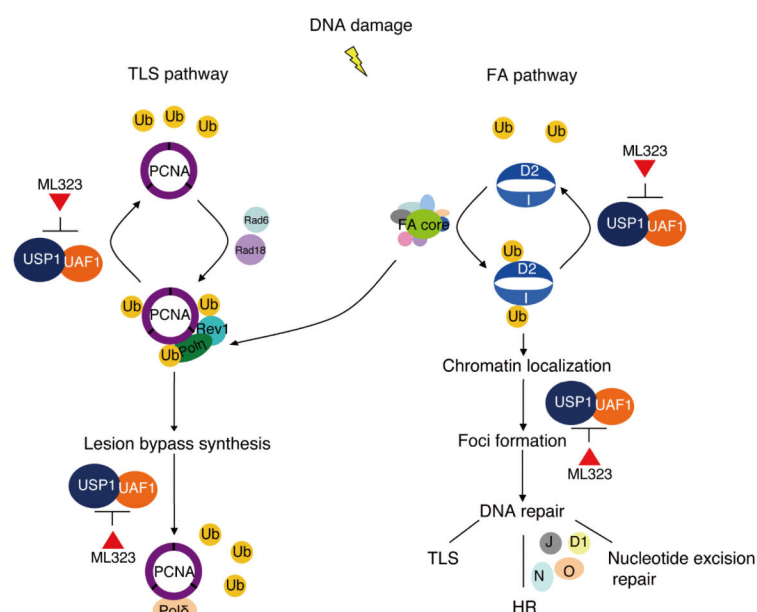 DNA damage
TLS pathway
FA pathway
Ub
Ub
Ub
PCNA
ML323
USP1
UAF1
Rad6
Rad18
Ub
PCNA
Ub
Rev1
Polη
Ub
Lesion bypass synthesis
USP1
UAF1
ML323
Ub
Ub
Ub
PCNA
Polδ
Ub
Ub
D2
I
FA core
ML323
USP1
UAF1
Ub
D2
I
Ub
Chromatin localization
USP1
UAF1
Foci formation
ML323
DNA repair
TLS
J
D1
N
O
HR
Nucleotide excision
repair